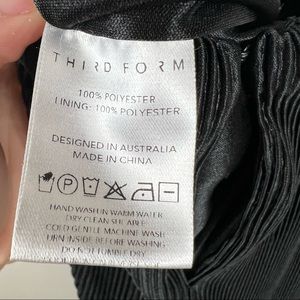 THIRD FORM
100% POLYESTER
LINING: 100% POLYESTER
DESIGNED IN AUSTRALIA
MADE IN CHINA
P
HAND WASH IN WARM WATER
DRY CLEAN SUITABLE
COLD GENTLE MACHINE WASH
URN INSIDE BEFORE WASHING
DO NOT TUMBLE DRY